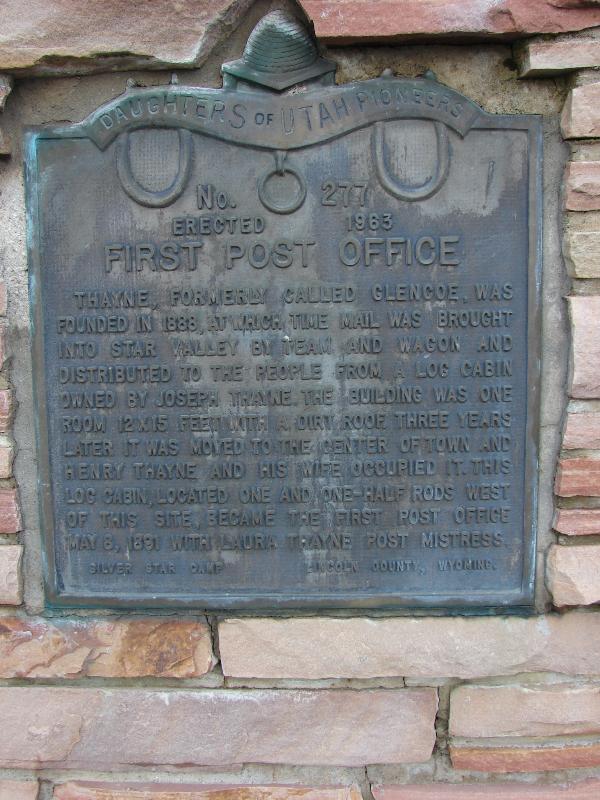 DAUGHTERS OF UTAH PIONEERS
No. 277
ERECTED 1963
FIRST POST OFFICE
THAYNE, FORMERLY CALLED GLENCOE, WAS
FOUNDED IN 1888, AT WHICH TIME MAIL WAS BROUGHT
INTO STAR VALLEY BY TEAM AND WAGON AND
DISTRIBUTED TO THE PEOPLE FROM A LOG CABIN
OWNED BY JOSEPH THAYNE. THE BUILDING WAS ONE
ROOM 12X15 FEET WITH A DIRT ROOF. THREE YEARS
LATER IT WAS MOVED TO THE CENTER OF TOWN AND
HENRY THAYNE AND HIS WIFE OCCUPIED IT. THIS
LOG CABIN, LOCATED ONE AND ONE-HALF RODS WEST
OF THIS SITE, BECAME THE FIRST POST OFFICE
MAY 8, 1891 WITH LAURA THAYNE POST MISTRESS.
SILVER STAR CAMP LINCOLN COUNTY, WYOMING.